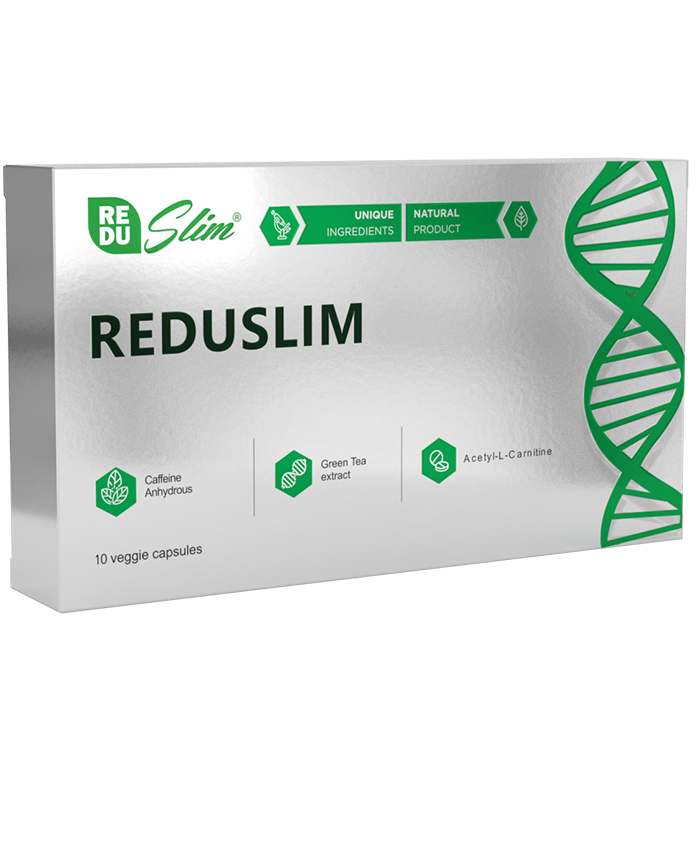 RE
DU
Slim®
UNIQUE
INGREDIENTS
NATURAL
PRODUCT
REDUSLIM
Caffeine
Anhydrous
Green Tea
extract
Acetyl-L-Carnitine
10 veggie capsules